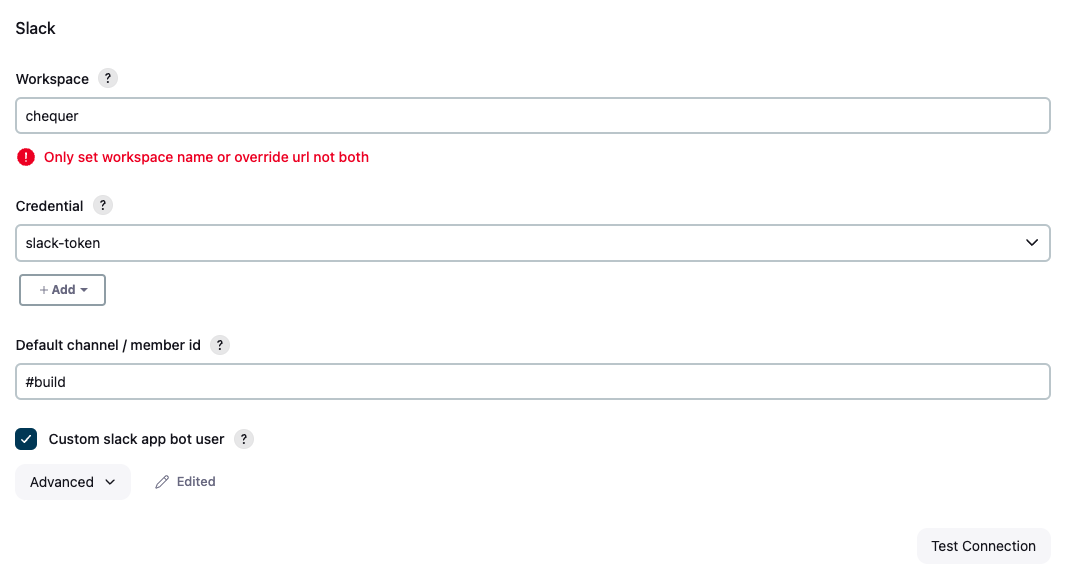 Slack
Workspace ?
chequer
! Only set workspace name or override url not both
Credential ?
slack-token
+ Add
Default channel / member id ?
#build
Custom slack app bot user ?
Advanced Edited
Test Connection